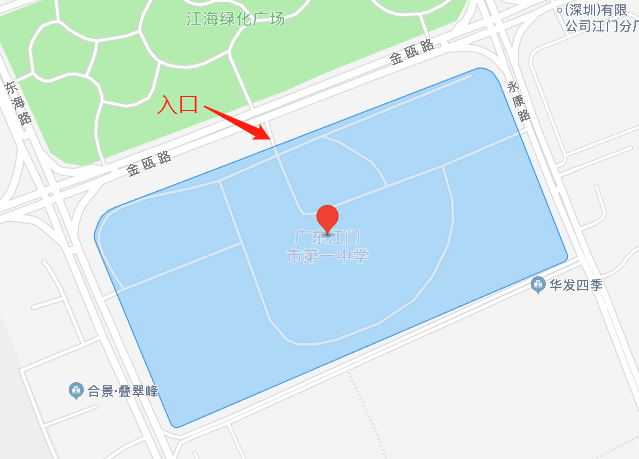 江海绿化广场
(深圳)有限
公司江门分厂
东海路
入口
金瓯路
永康路
金瓯路
广东江门
市第一中学
华发四季
合景·叠翠峰